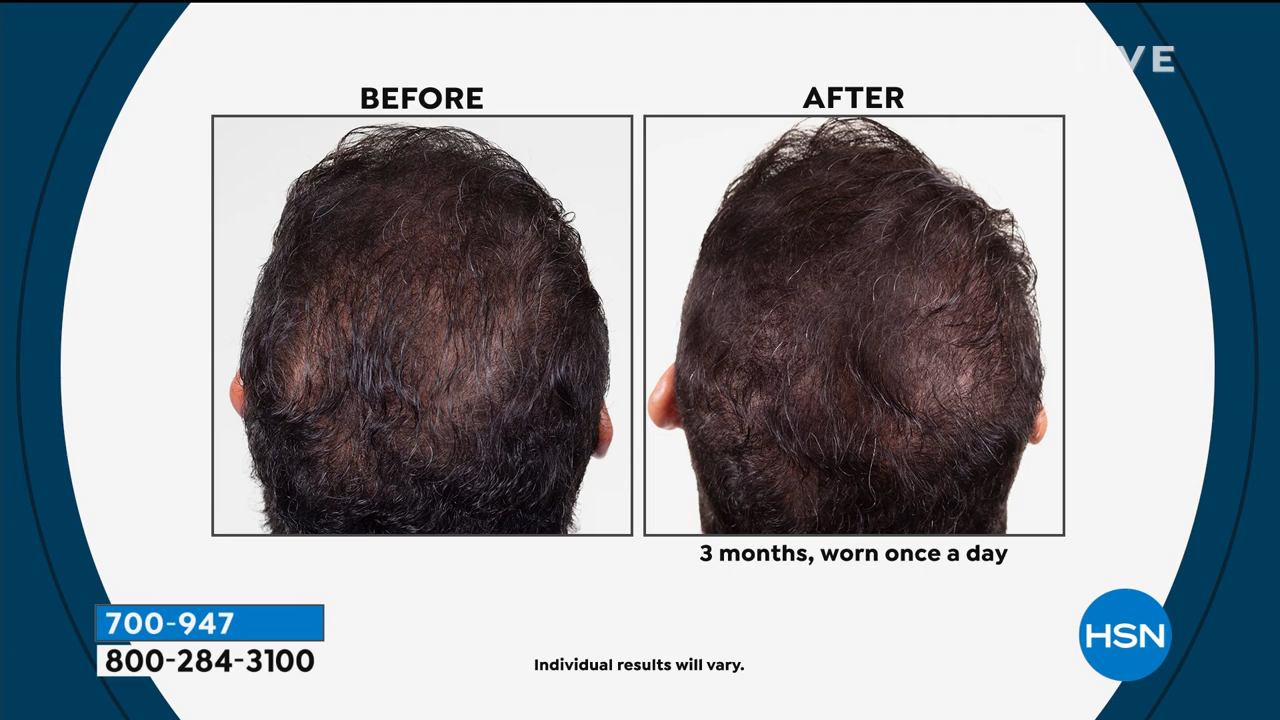 LIVE
BEFORE
AFTER
3 months, worn once a day
700-947
800-284-3100
Individual results will vary.
HSN